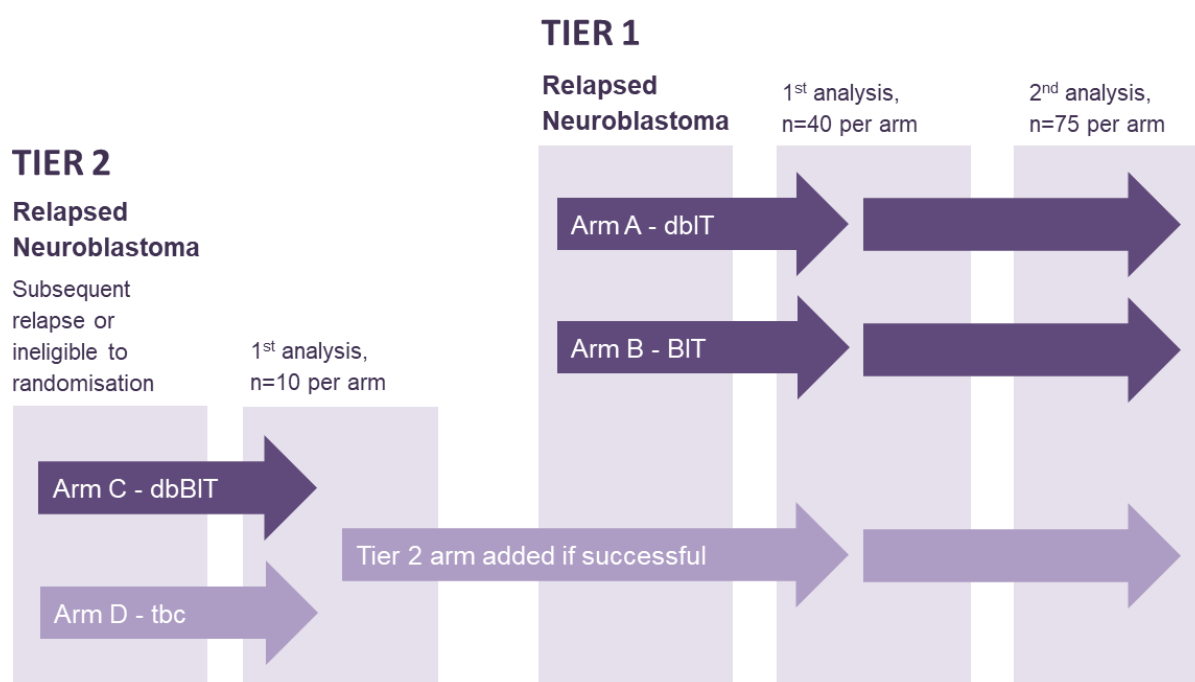 TIER 1
Relapsed
Neuroblastoma
1st analysis,
n=40 per arm
2nd analysis,
n=75 per arm
Arm A - dbIT
Arm B - BIT
TIER 2
Relapsed
Neuroblastoma
Subsequent
relapse or
ineligible to
randomisation
1st analysis,
n=10 per arm
Arm C - dbBIT
Arm D - tbc
Tier 2 arm added if successful